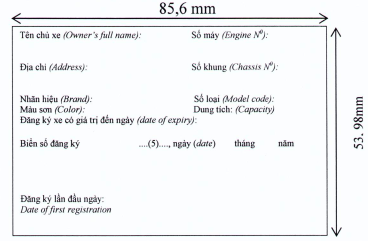 85,6 mm
Tên chủ xe (Owner's full name): Số máy (Engine Nº):
Địa chỉ (Address): Số khung (Chassis Nº):
Nhãn hiệu (Brand): Số loại (Model code):
Màu sơn (Color): Dung tích: (Capacity)
Đăng ký xe có giá trị đến ngày (date of expiry):
Biển số đăng ký ....(5)...., ngày (date) tháng năm
Đăng ký lần đầu ngày:
Date of first registration
53. 98mm